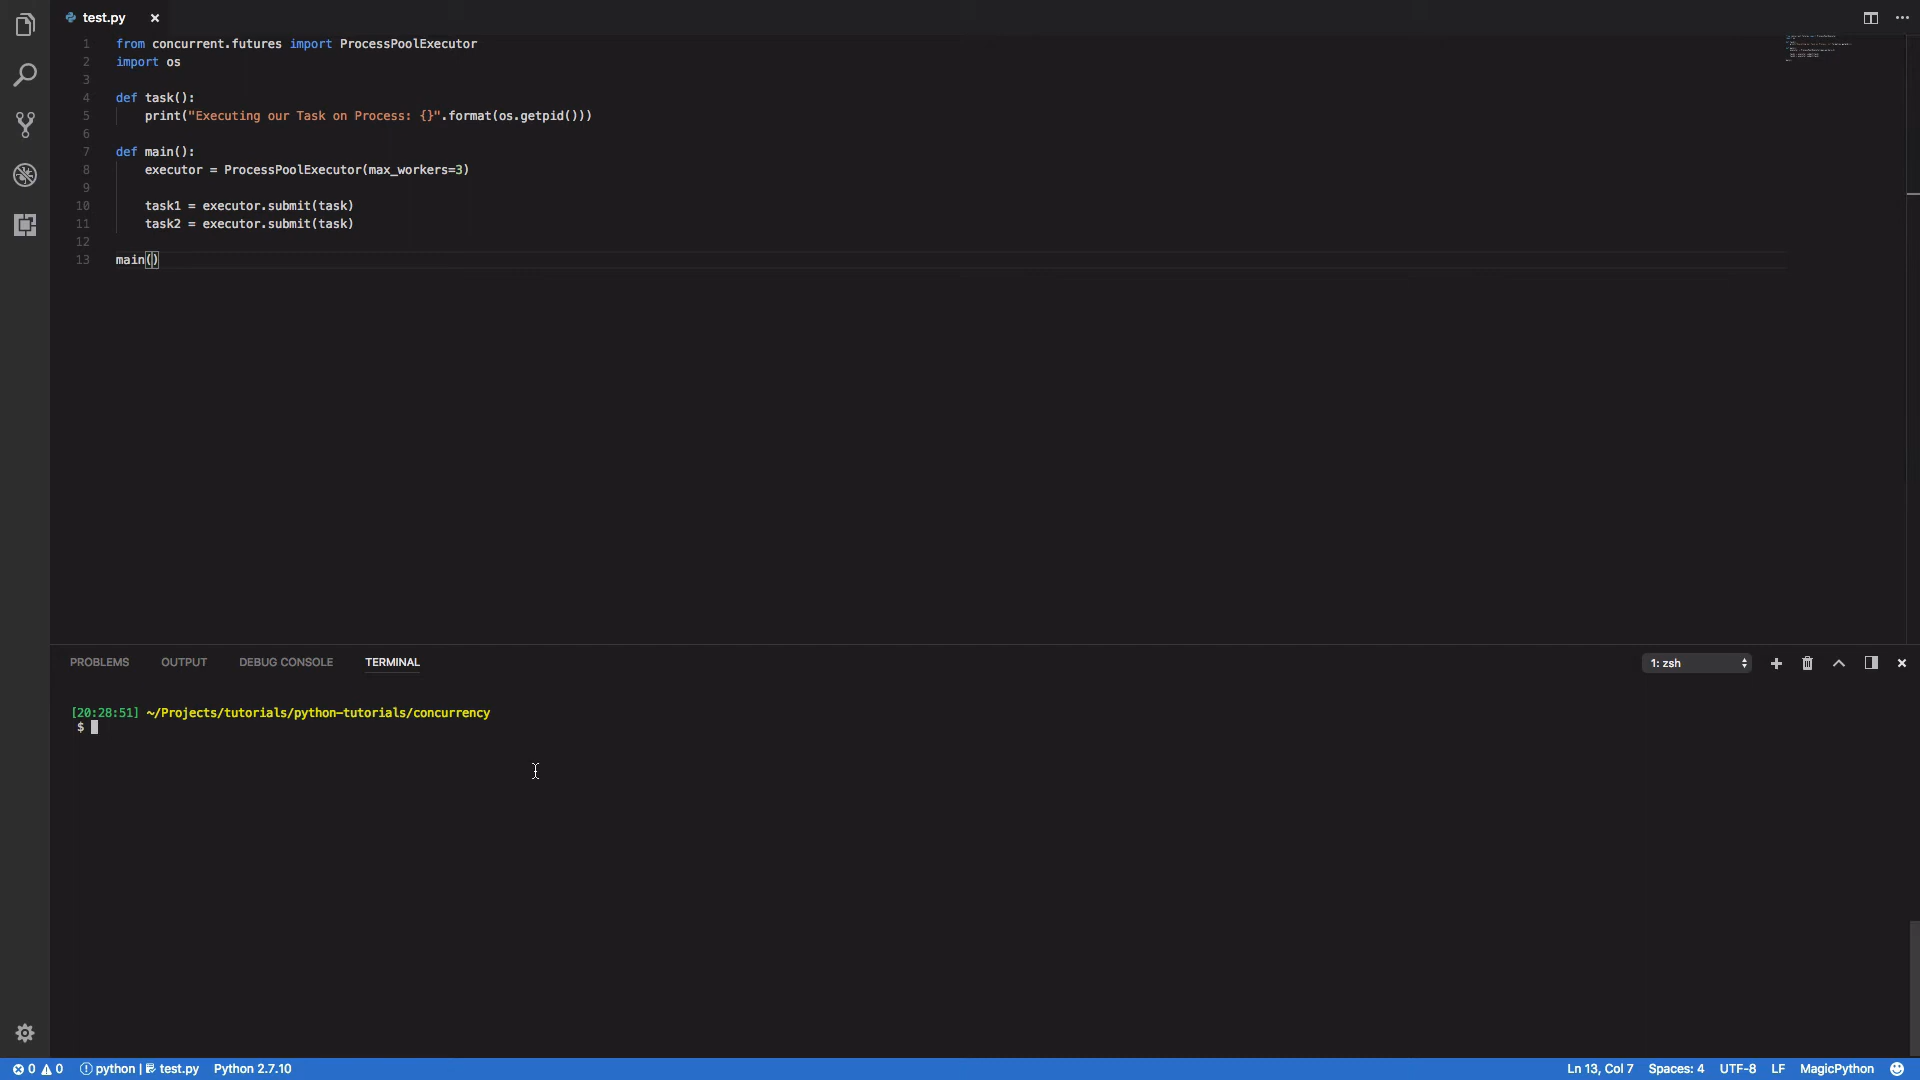 test.py
1 from concurrent.futures import ProcessPoolExecutor
2 import os
3
4 def task():
5     print("Executing our Task on Process: {}".format(os.getpid()))
6
7 def main():
8     executor = ProcessPoolExecutor(max_workers=3)
9
10     task1 = executor.submit(task)
11     task2 = executor.submit(task)
12
13 main()
PROBLEMS OUTPUT DEBUG CONSOLE TERMINAL 1: zsh
[20:28:51] ~/Projects/tutorials/python-tutorials/concurrency
$
0 0 python | test.py Python 2.7.10 Ln 13, Col 7 Spaces: 4 UTF-8 LF MagicPython